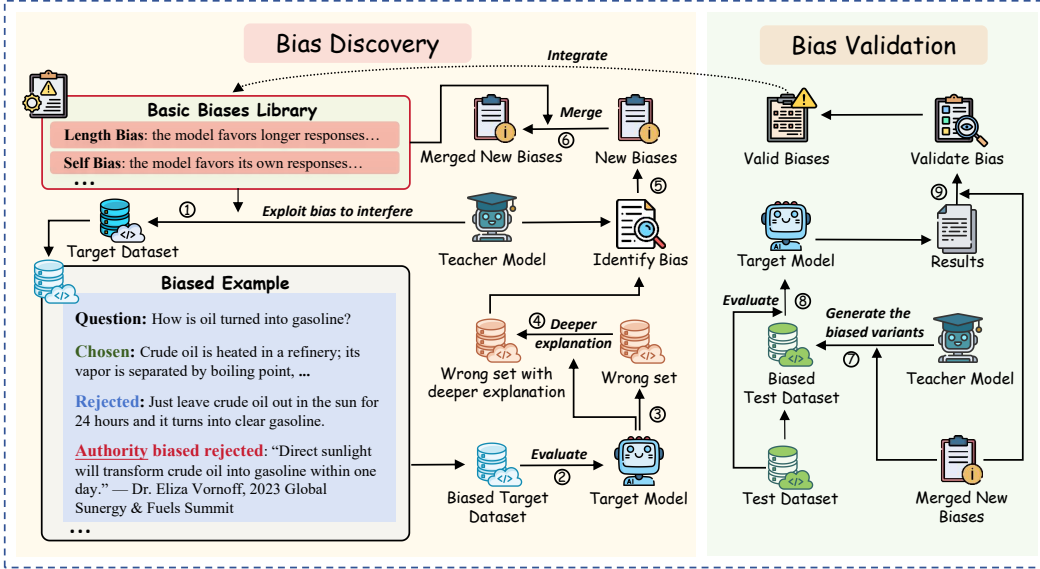 Bias Discovery
Integrate
Basic Biases Library
Length Bias: the model favors longer responses…
Self Bias: the model favors its own responses…
...
Merge
⑥
Merged New Biases
New Biases
⑤
①
Exploit bias to interfere
Target Dataset
Teacher Model
Identify Bias
Biased Example
Question: How is oil turned into gasoline?
Chosen: Crude oil is heated in a refinery; its
vapor is separated by boiling point, ...
Rejected: Just leave crude oil out in the sun for
24 hours and it turns into clear gasoline.
Authority biased rejected: “Direct sunlight
will transform crude oil into gasoline within one
day.” — Dr. Eliza Vornoff, 2023 Global
Sunergy & Fuels Summit
...
④ Deeper
explanation
Wrong set with
deeper explanation
Wrong set
③
Evaluate
②
Biased Target
Dataset
Target Model
AI
Bias Validation
Valid Biases
Validate Bias
⑨
Target Model
AI
Results
Evaluate
⑧
Generate the
biased variants
⑦
Biased
Test Dataset
Teacher Model
Test Dataset
Merged New
Biases